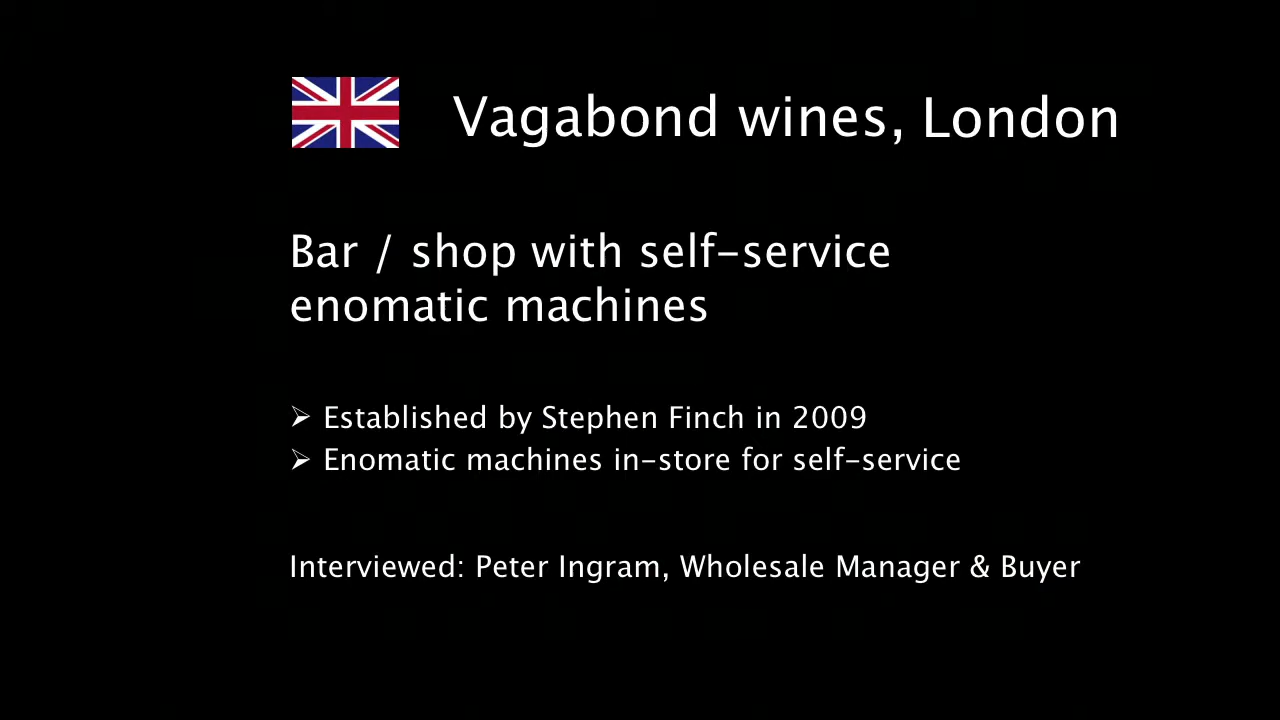 Vagabond wines, London
Bar / shop with self-service
enomatic machines
➢ Established by Stephen Finch in 2009
➢ Enomatic machines in-store for self-service
Interviewed: Peter Ingram, Wholesale Manager & Buyer